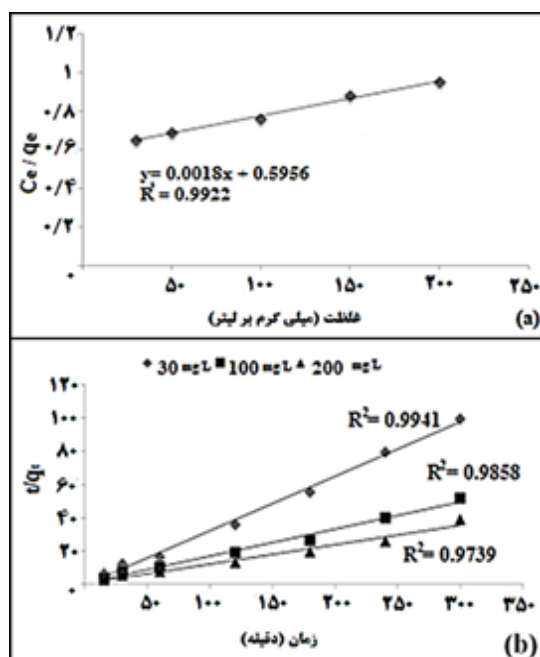 ۱/۲
۱
۰/۸
۰/۶
۰/۴
۰/۲
۰
Ce / qe
y= 0.0018x + 0.5956
R² = 0.9922
۵۰ ۱۰۰ ۱۵۰ ۲۰۰ ۲۵۰
غلظت (میلی گرم بر لیتر)
(a)
30 mg/L 100 mg/L 200 mg/L
۱۲۰
۱۰۰
۸۰
۶۰
۴۰
۲۰
۰
t/qt
R²= 0.9941
R²= 0.9858
R²= 0.9739
۵۰ ۱۰۰ ۱۵۰ ۲۰۰ ۲۵۰ ۳۰۰ ۳۵۰
زمان (دقیقه)
(b)